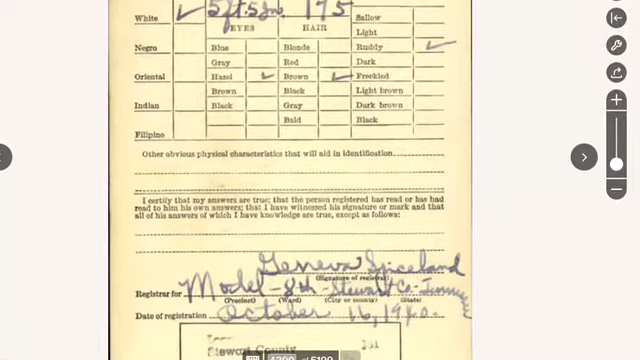 White ✓ 5 ft. 5 in. 175 Sallow
EYES HAIR Light
Negro Blue Blonde Ruddy ✓
Gray Red Dark
Oriental Hazel ✓ Brown ✓ Freckled
Brown Black Light brown
Indian Black Gray Dark brown
Bald Black
Filipino
Other obvious physical characteristics that will aid in identification
I certify that my answers are true; that the person registered has read or has had
read to him his own answers; that I have witnessed his signature or mark and that
all of his answers of which I have knowledge are true, except as follows:
Geneva Spiceland
(Signature of registrar)
Registrar for Model - 8th - Stewart Co.
(Precinct) (Ward) (City or county) (State)
Date of registration October 16, 1940.
Stewart County
of 5199